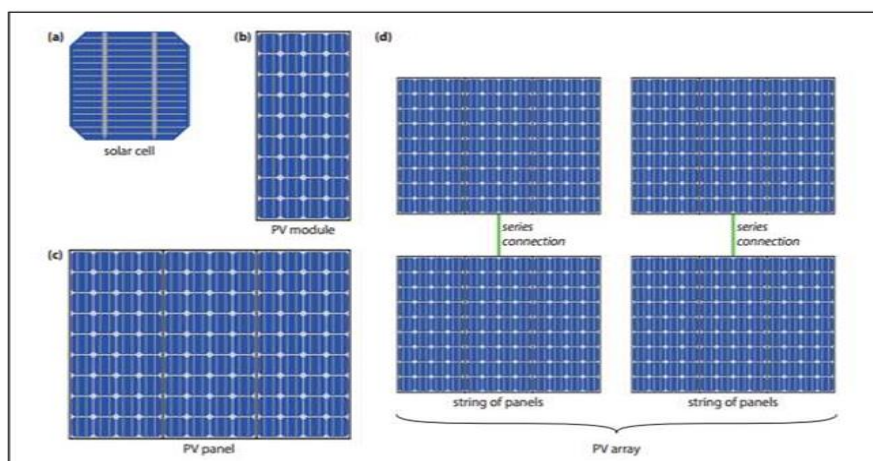 (a)
solar cell
(b)
PV module
(c)
PV panel
(d)
series
connection
series
connection
string of panels
string of panels
PV array